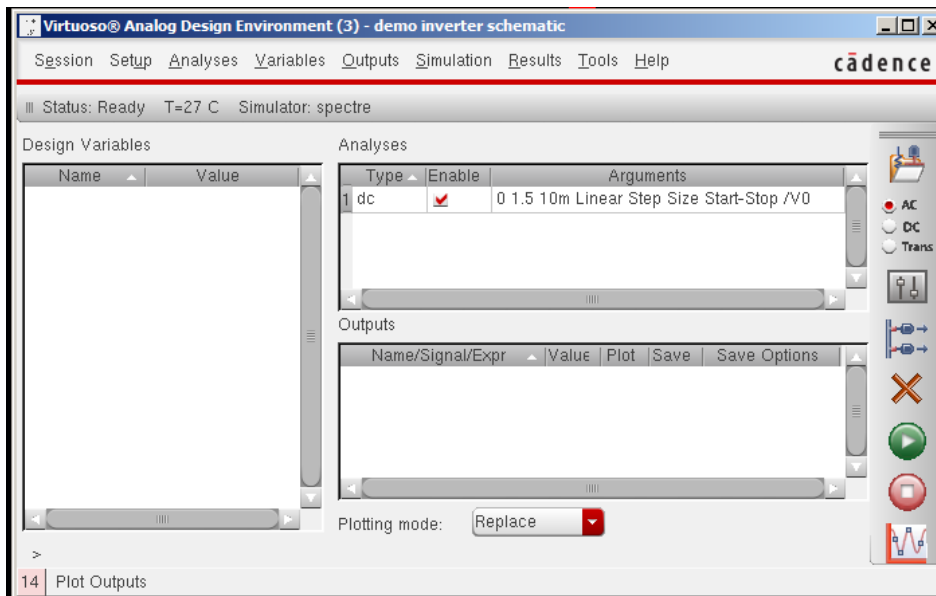 Virtuoso® Analog Design Environment (3) - demo inverter schematic
Session Setup Analyses Variables Outputs Simulation Results Tools Help cādence
Status: Ready T=27 C Simulator: spectre
Design Variables
Name Value
Analyses
Type Enable Arguments
1 dc 0 1.5 10m Linear Step Size Start-Stop /V0
AC
DC
Trans
Outputs
Name/Signal/Expr Value Plot Save Save Options
Plotting mode: Replace
>
14 Plot Outputs